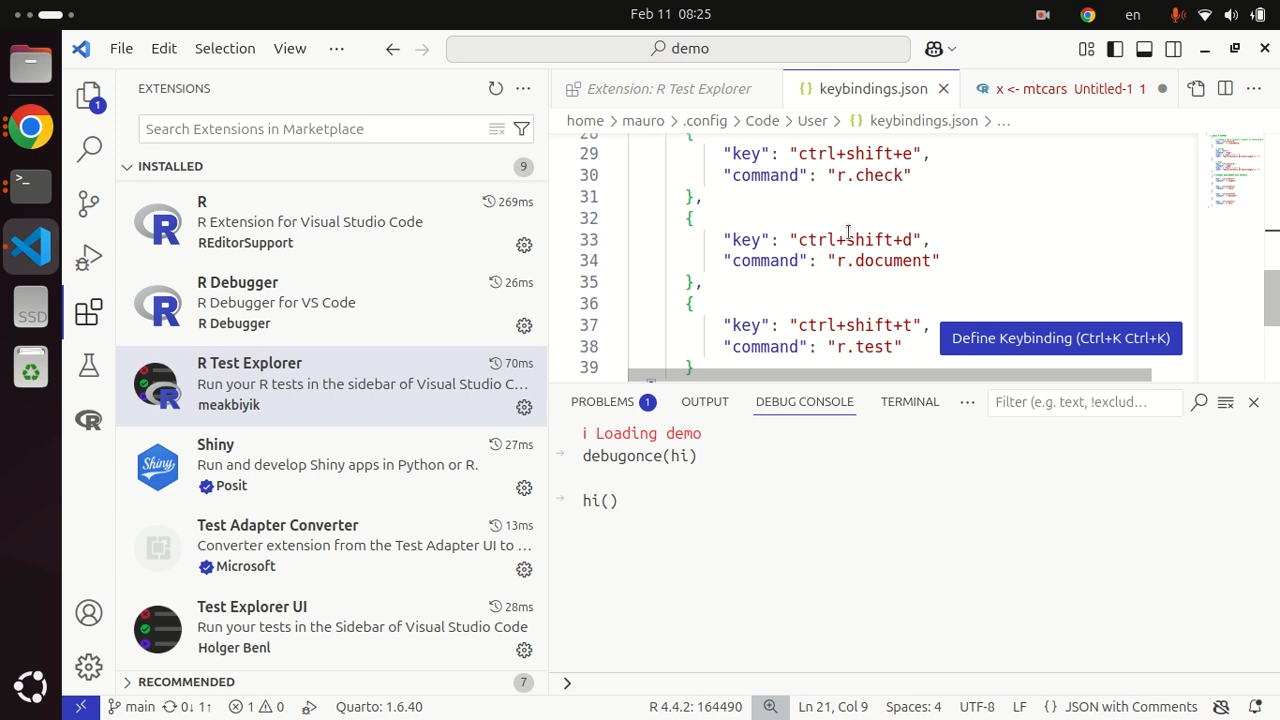 Feb 11 08:25
en
File Edit Selection View
demo
EXTENSIONS
Search Extensions in Marketplace
INSTALLED 9
R 269ms
R Extension for Visual Studio Code
REditorSupport
R Debugger 26ms
R Debugger for VS Code
R Debugger
R Test Explorer 70ms
Run your R tests in the sidebar of Visual Studio C...
meakbiyik
Shiny 27ms
Run and develop Shiny apps in Python or R.
Posit
Test Adapter Converter 13ms
Converter extension from the Test Adapter UI to ...
Microsoft
Test Explorer UI 28ms
Run your tests in the Sidebar of Visual Studio Code
Holger Benl
RECOMMENDED 7
1
SSD
Extension: R Test Explorer
keybindings.json
x <- mtcars Untitled-1 1
home > mauro > .config > Code > User > {} keybindings.json > ...
28 {
29 "key": "ctrl+shift+e",
30 "command": "r.check"
31 },
32 {
33 "key": "ctrl+shift+d",
34 "command": "r.document"
35 },
36 {
37 "key": "ctrl+shift+t",
38 "command": "r.test"
39 }
Define Keybinding (Ctrl+K Ctrl+K)
PROBLEMS 1 OUTPUT DEBUG CONSOLE TERMINAL
Filter (e.g. text, !exclud...
i Loading demo
debugonce(hi)
hi()
main 0↓ 1↑ 1 0 Quarto: 1.6.40 R 4.4.2: 164490 Ln 21, Col 9 Spaces: 4 UTF-8 LF {} JSON with Comments